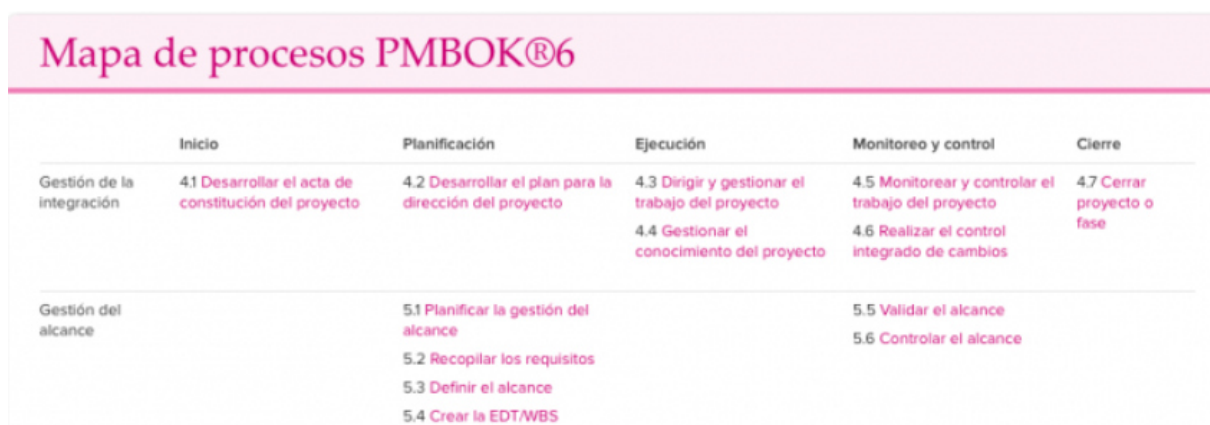 Mapa de procesos PMBOK®6
Inicio
Planificación
Ejecución
Monitoreo y control
Cierre
Gestión de la
integración
4.1 Desarrollar el acta de
constitución del proyecto
4.2 Desarrollar el plan para la
dirección del proyecto
4.3 Dirigir y gestionar el
trabajo del proyecto
4.4 Gestionar el
conocimiento del proyecto
4.5 Monitorear y controlar el
trabajo del proyecto
4.6 Realizar el control
integrado de cambios
4.7 Cerrar
proyecto o
fase
Gestión del
alcance
5.1 Planificar la gestión del
alcance
5.2 Recopilar los requisitos
5.3 Definir el alcance
5.4 Crear la EDT/WBS
5.5 Validar el alcance
5.6 Controlar el alcance